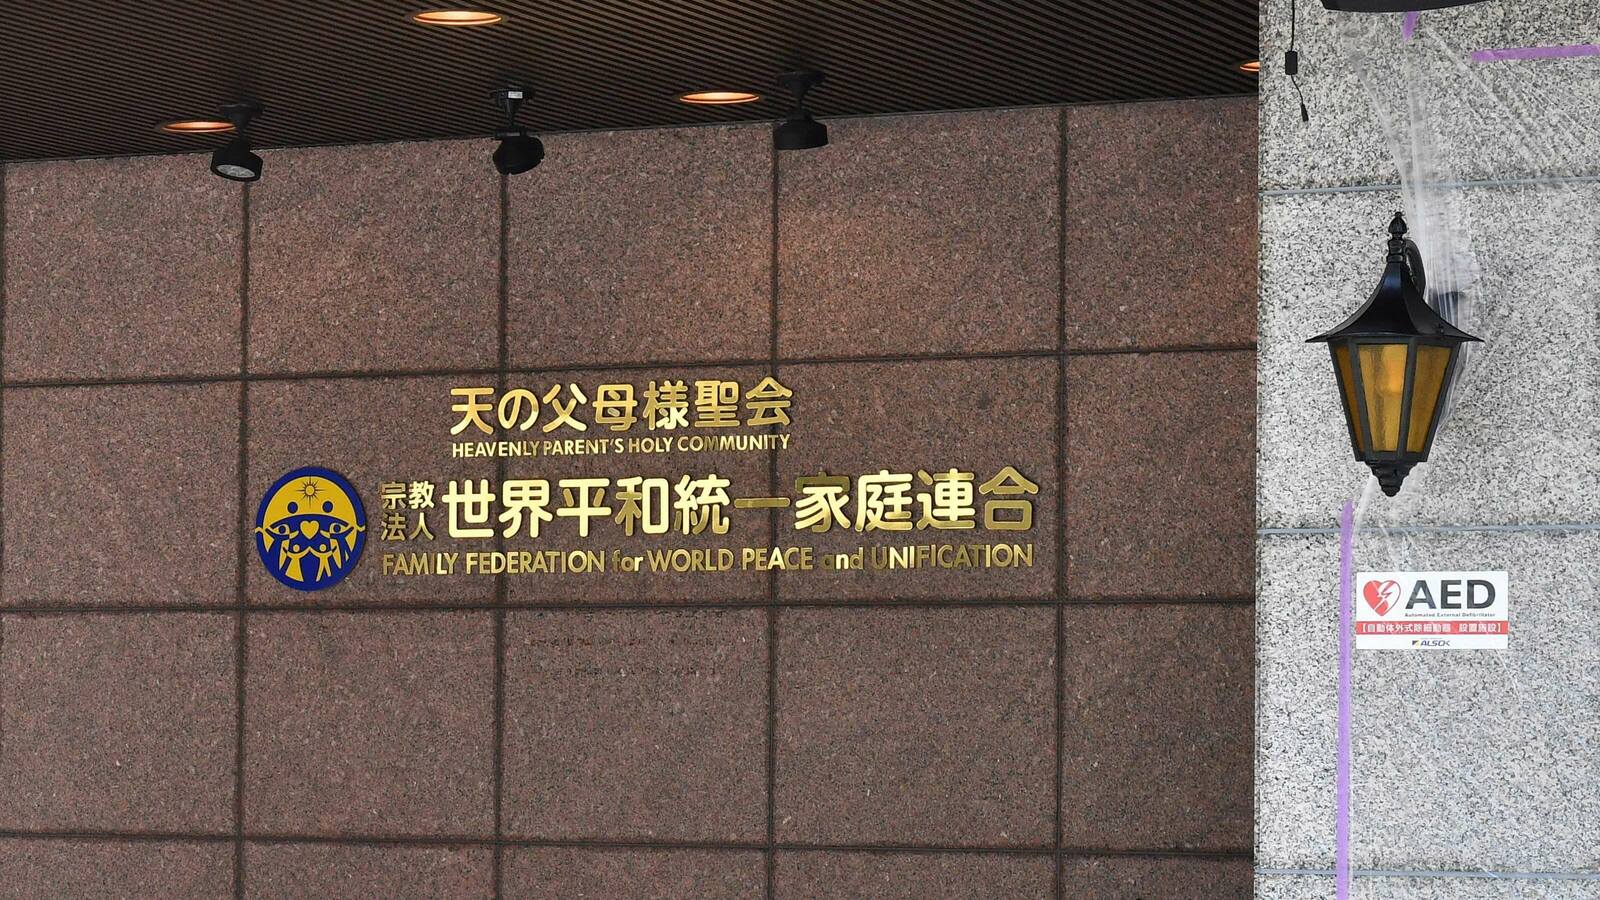 天の父母様聖会
HEAVENLY PARENT'S HOLY COMMUNITY
宗教法人 世界平和統一家庭連合
FAMILY FEDERATION for WORLD PEACE and UNIFICATION
AED
Automated External Defibrillator
【自動体外式除細動器 設置施設】
ALSOK